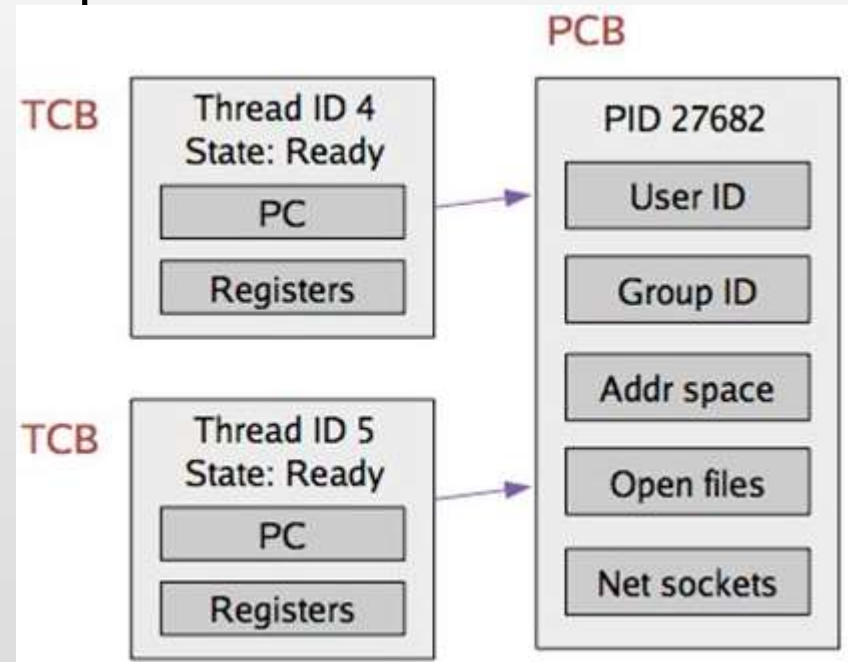 PCB
TCB
Thread ID 4
State: Ready
PC
Registers
TCB
Thread ID 5
State: Ready
PC
Registers
PID 27682
User ID
Group ID
Addr space
Open files
Net sockets